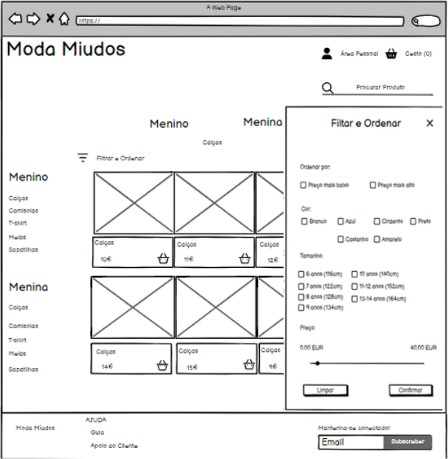 A Web Page
https://
Moda Miudos
Área Pessoal
Cesto (0)
Procurar Produto
Menino
Menina
Calças
Filtrar e Ordenar
Menino
Calças
Camisolas
T-shirt
Meias
Sapatilhas
Calças
10€
Calças
11€
Calças
12€
Menina
Calças
Camisolas
T-shirt
Meias
Sapatilhas
Calças
14€
Calças
15€
Calças
Filtar e Ordenar
X
Ordenar por:
Preço mais baixo
Preço mais alto
Côr:
Branco
Azul
Cinzento
Preto
Castanho
Amarelo
Tamanho:
6 anos (116cm)
7 anos (122cm)
8 anos (128cm)
9 anos (134cm)
10 anos (140cm)
11-12 anos (152cm)
13-14 anos (164cm)
Preço:
0.00 EUR
40.00 EUR
Limpar
Confirmar
Moda Miudos
AJUDA
Guia
Apoio ao Cliente
Mantenha-se conectado!
Email
Subscrever